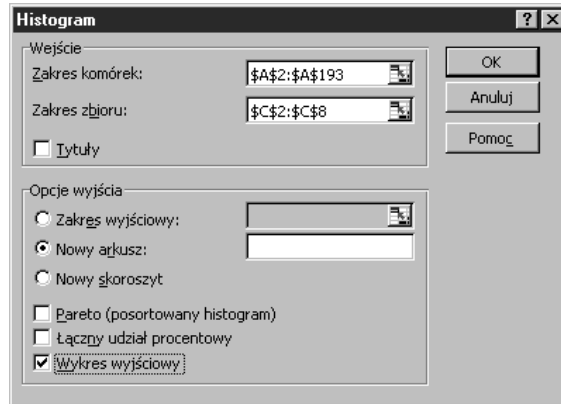 Histogram
Wejście
Zakres komórek: $A$2:$A$193
Zakres zbioru: $C$2:$C$8
Tytuły
OK
Anuluj
Pomoc
Opcje wyjścia
Zakres wyjściowy:
Nowy arkusz:
Nowy skoroszyt
Pareto (posortowany histogram)
Łączny udział procentowy
Wykres wyjściowy